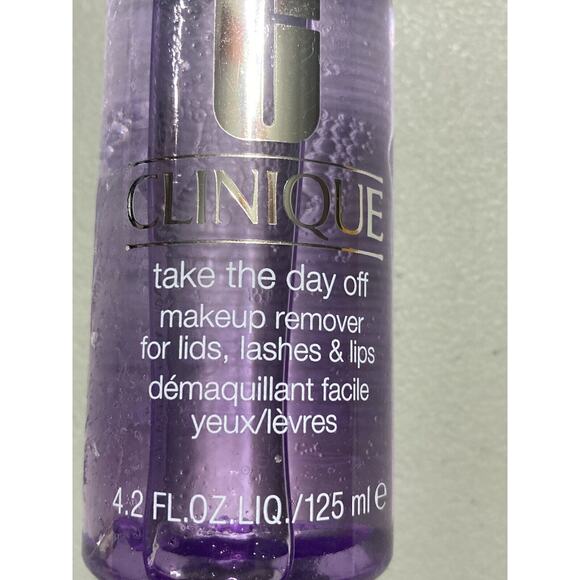 C
CLINIQUE
take the day off
makeup remover
for lids, lashes & lips
démaquillant facile
yeux/lèvres
4.2 FL.OZ.LIQ./125 ml e